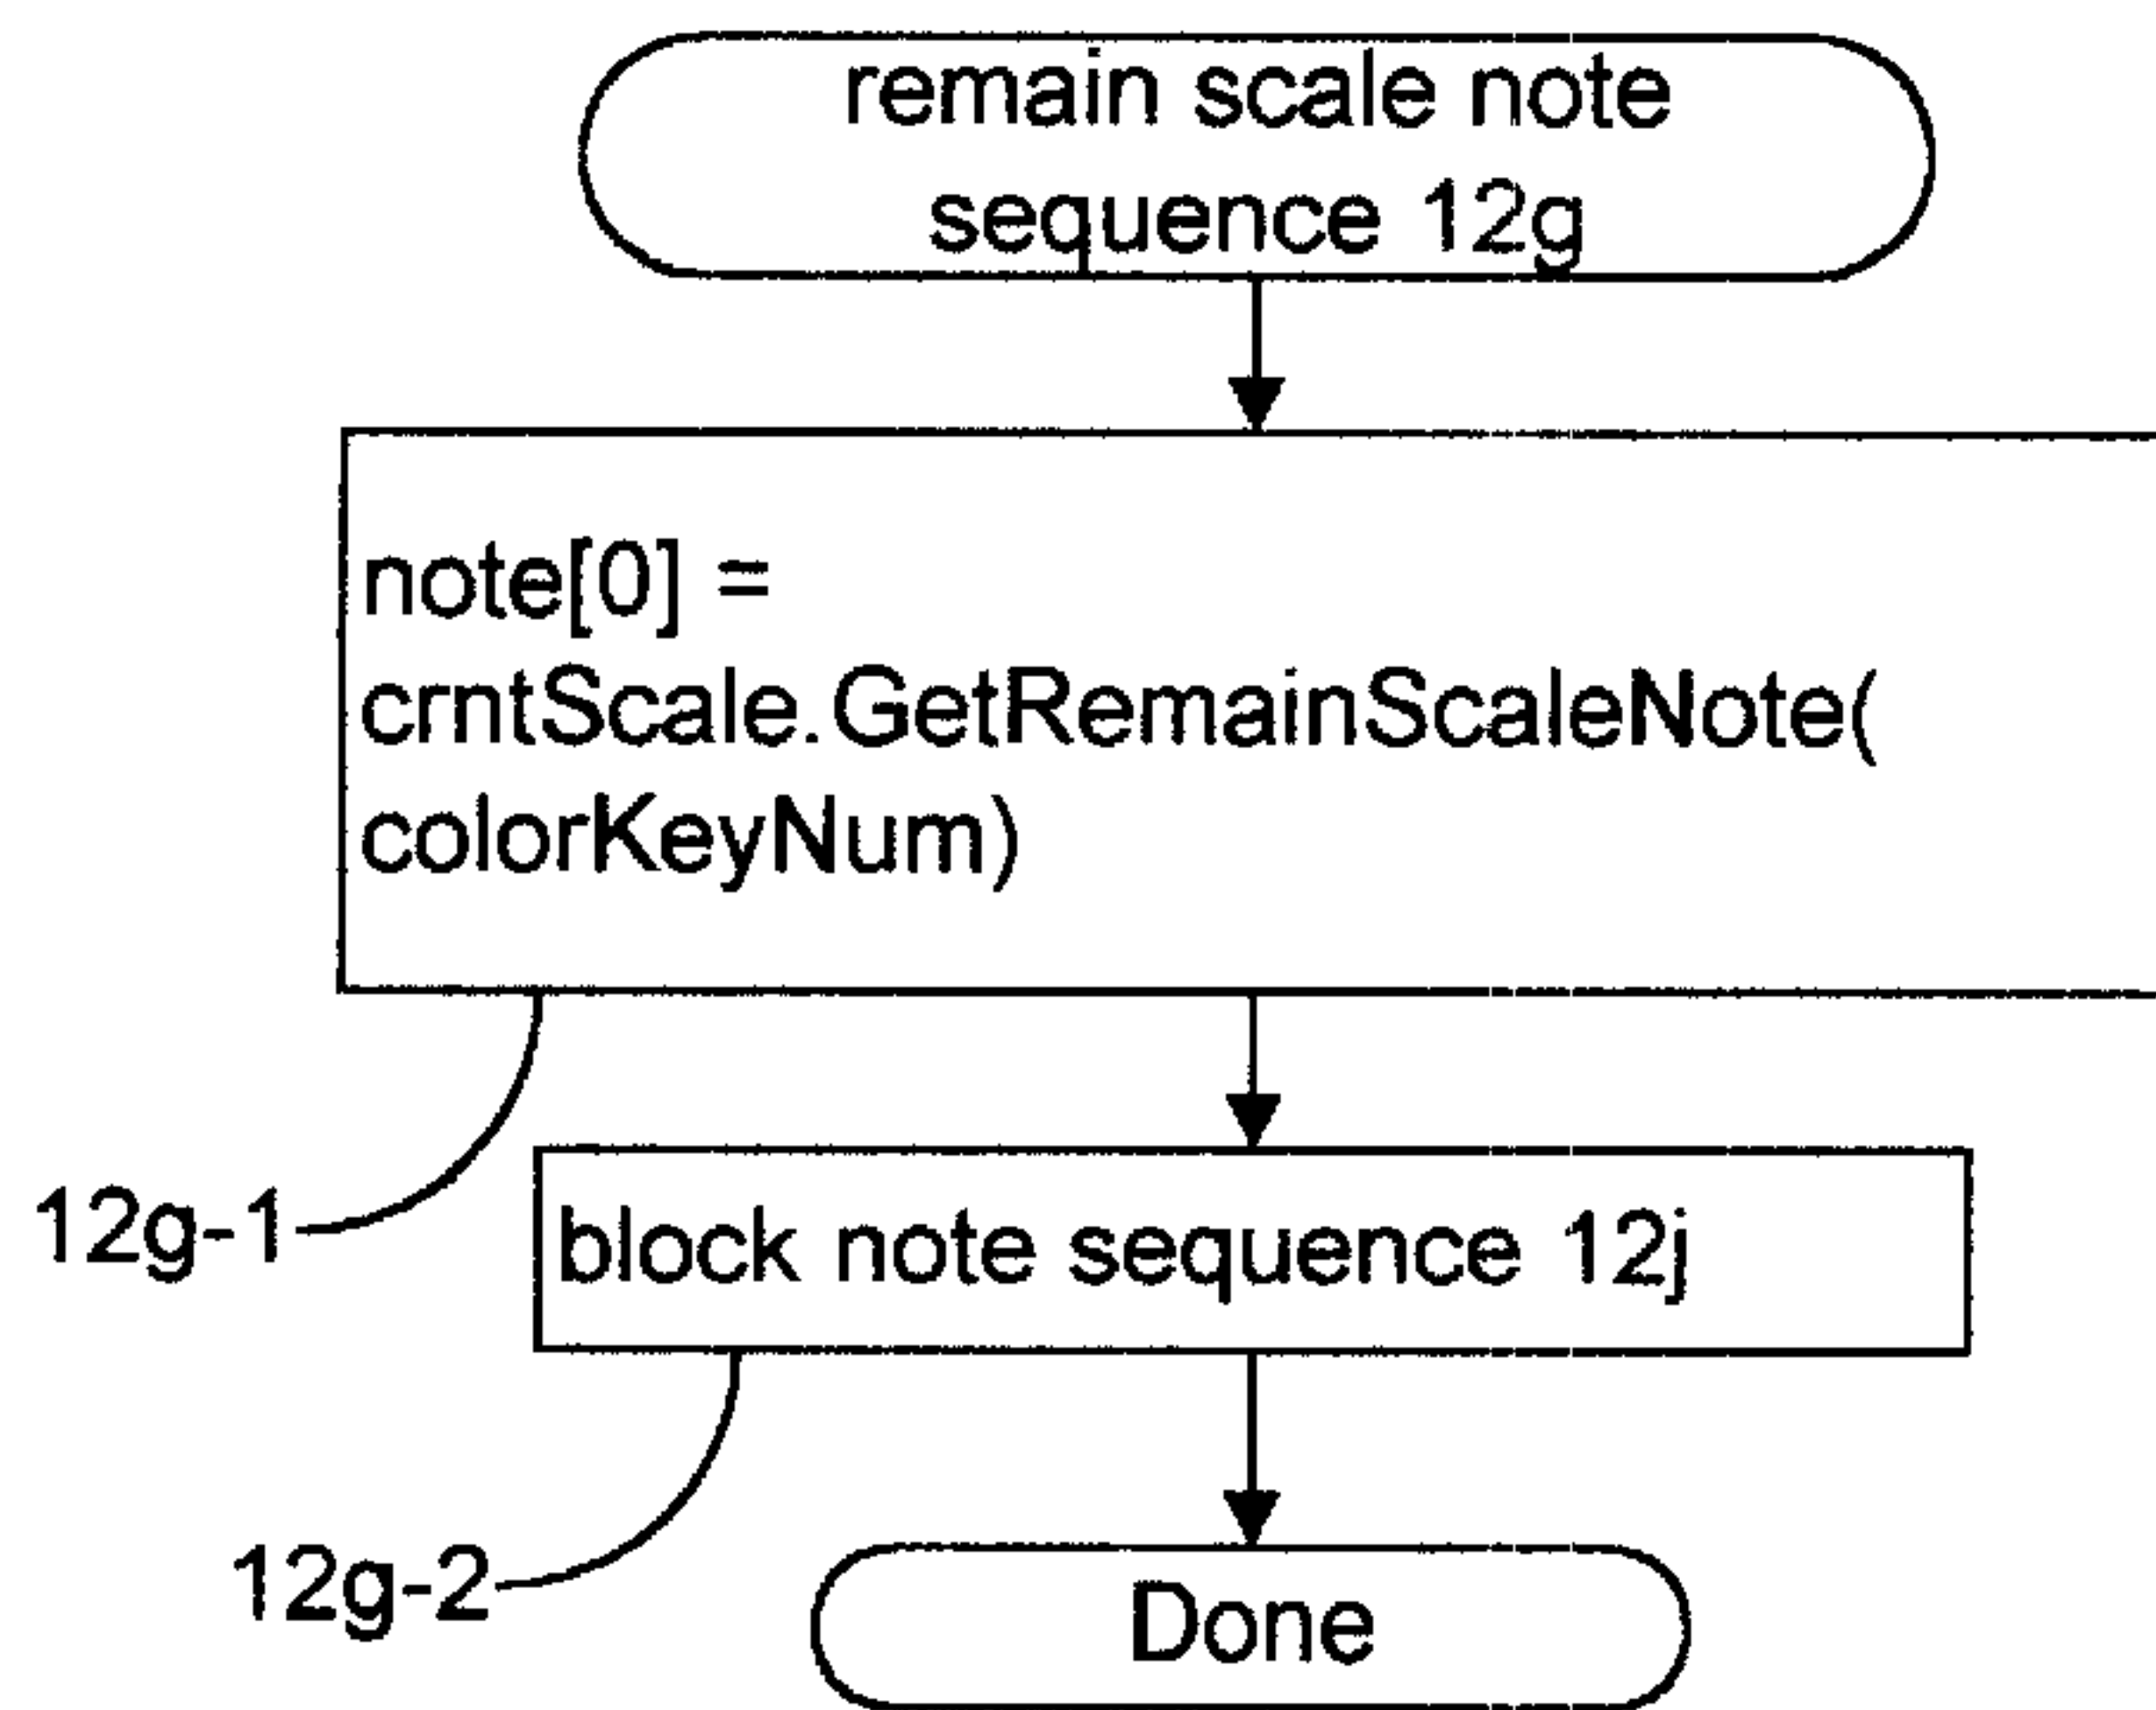 remain scale note
sequence 12g
note[0] =
crntScale.GetRemainScaleNote(
colorKeyNum)
12g-1
block note sequence 12j
12g-2
Done